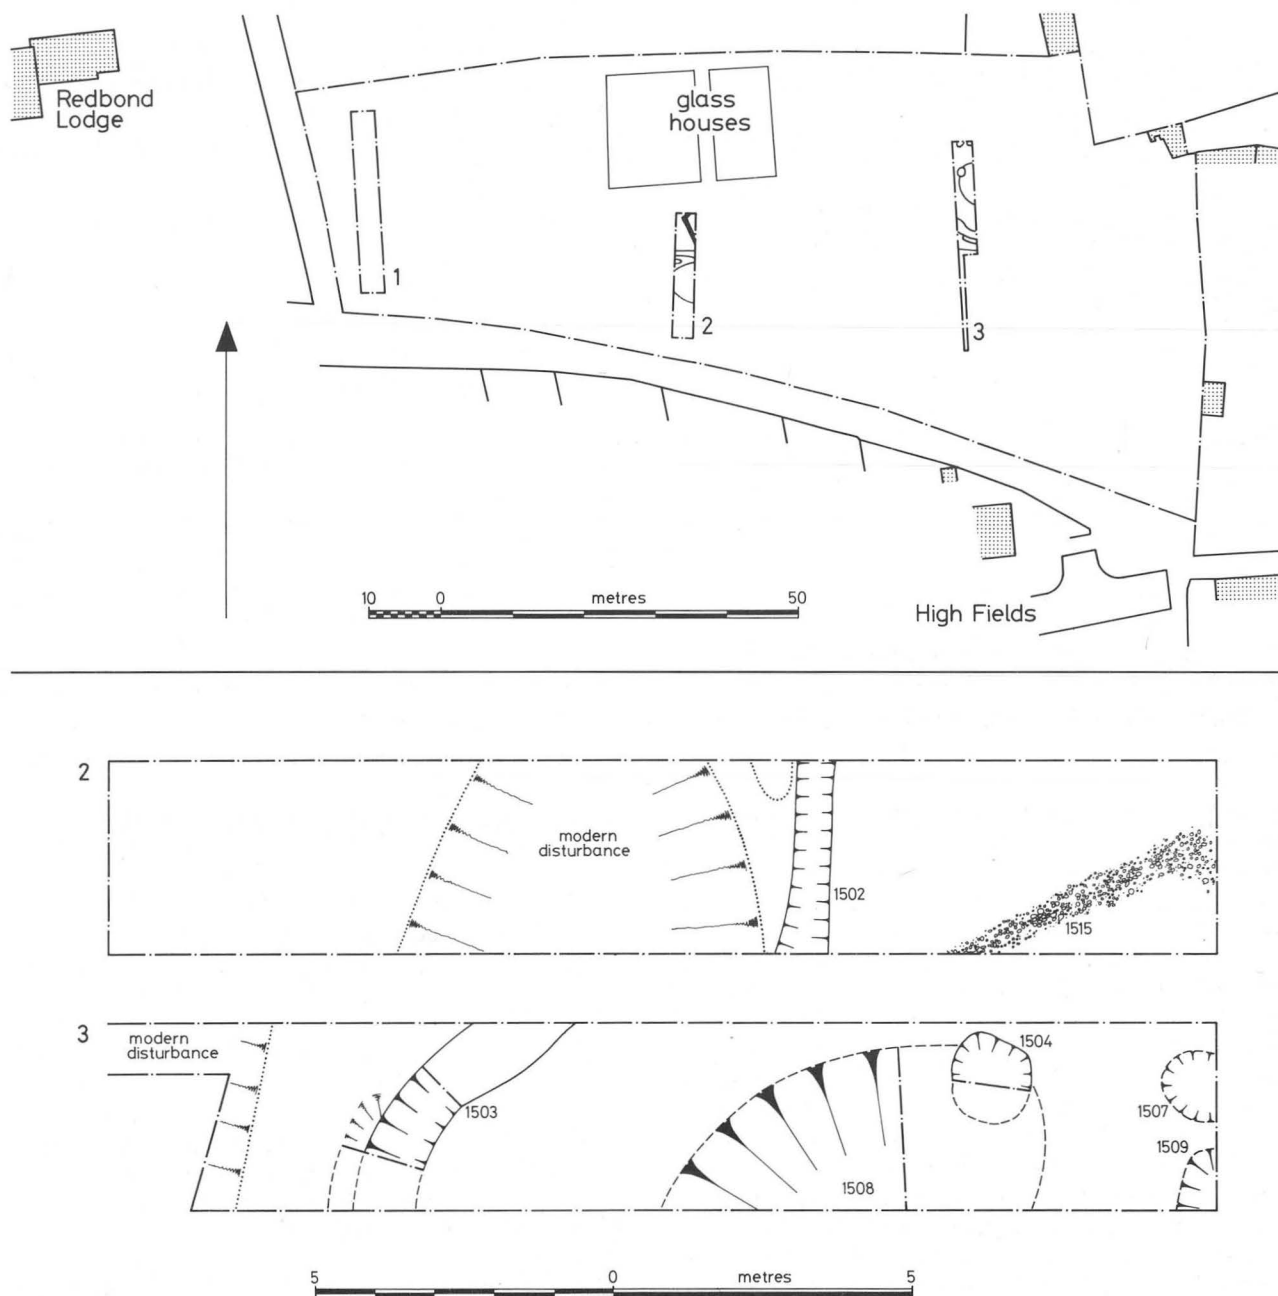 Redbond
Lodge
glass
houses
1
2
3
10 0 metres 50
High Fields
2
modern
disturbance
1502
1515
3
modern
disturbance
1503
1504
1507
1509
1508
5 0 metres 5